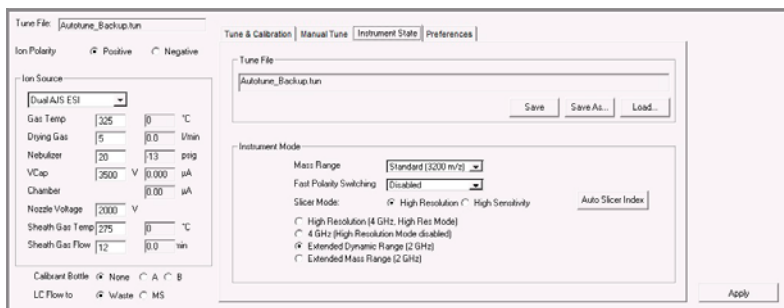 Tune File: Autotune_Backup.tun
Ion Polarity Positive Negative
Ion Source
Dual AJS ESI
Gas Temp 325 0 °C
Drying Gas 5 0.0 l/min
Nebulizer 20 -13 psig
VCap 3500 V 0.000 µA
Chamber 0.00 µA
Nozzle Voltage 2000 V
Sheath Gas Temp 275 0 °C
Sheath Gas Flow 12 0.0 min
Calibrant Bottle None A B
LC Flow to Waste MS
Tune & Calibration Manual Tune Instrument State Preferences
Tune File
Autotune_Backup.tun
Save Save As... Load...
Instrument Mode
Mass Range Standard (3200 m/z)
Fast Polarity Switching Disabled
Slicer Mode: High Resolution High Sensitivity Auto Slicer Index
High Resolution (4 GHz, High Res Mode)
4 GHz (High Resolution Mode disabled)
Extended Dynamic Range (2 GHz)
Extended Mass Range (2 GHz)
Apply